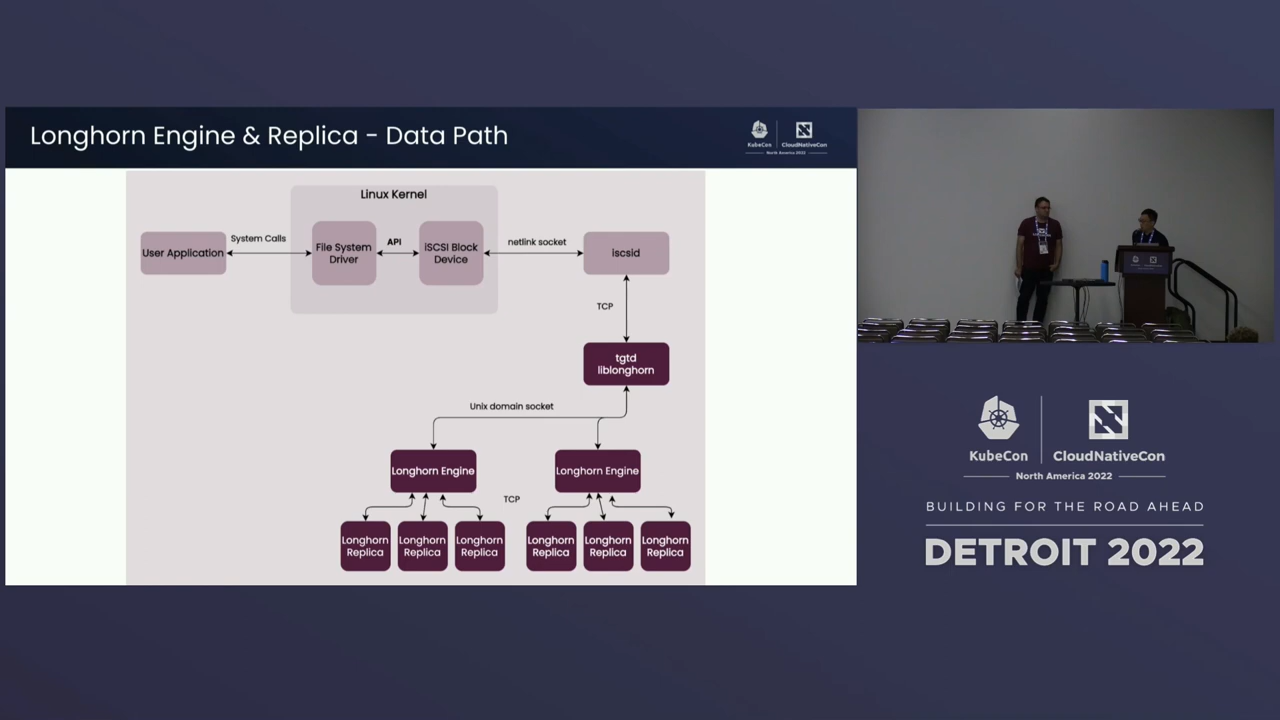 Longhorn Engine & Replica - Data Path
KubeCon
CloudNativeCon
North America 2022
Linux Kernel
User Application
System Calls
File System
Driver
API
iSCSI Block
Device
netlink socket
iscsid
TCP
tgtd
liblonghorn
Unix domain socket
Longhorn Engine
Longhorn Engine
TCP
Longhorn
Replica
Longhorn
Replica
Longhorn
Replica
Longhorn
Replica
Longhorn
Replica
Longhorn
Replica
KubeCon
CloudNativeCon
North America 2022
BUILDING FOR THE ROAD AHEAD
DETROIT 2022